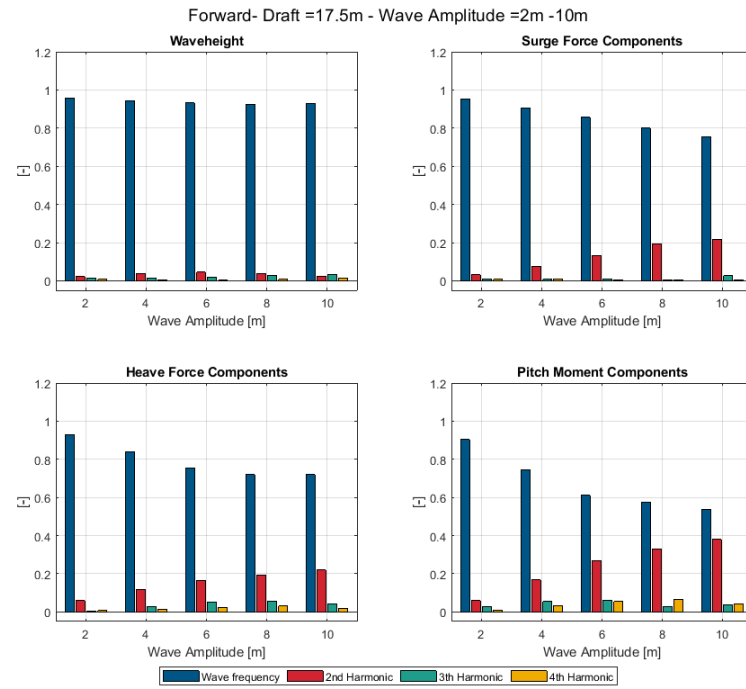 Forward- Draft =17.5m - Wave Amplitude =2m -10m
Waveheight
1.2
1
0.8
0.6
0.4
0.2
0
[-]
2 4 6 8 10
Wave Amplitude [m]
Surge Force Components
1.2
1
0.8
0.6
0.4
0.2
0
[-]
2 4 6 8 10
Wave Amplitude [m]
Heave Force Components
1.2
1
0.8
0.6
0.4
0.2
0
[-]
2 4 6 8 10
Wave Amplitude [m]
Pitch Moment Components
1.2
1
0.8
0.6
0.4
0.2
0
[-]
2 4 6 8 10
Wave Amplitude [m]
Wave frequency 2nd Harmonic 3th Harmonic 4th Harmonic